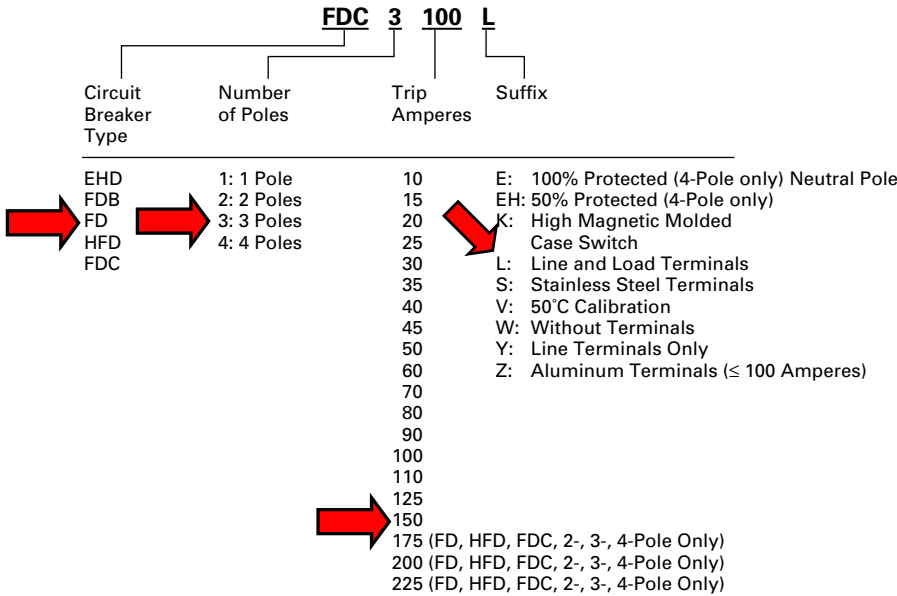 FDC 3 100 L
Circuit Breaker Type
Number of Poles
Trip Amperes
Suffix
EHD
FDB
FD
HFD
FDC
1: 1 Pole
2: 2 Poles
3: 3 Poles
4: 4 Poles
10
15
20
25
30
35
40
45
50
60
70
80
90
100
110
125
150
175 (FD, HFD, FDC, 2-, 3-, 4-Pole Only)
200 (FD, HFD, FDC, 2-, 3-, 4-Pole Only)
225 (FD, HFD, FDC, 2-, 3-, 4-Pole Only)
E: 100% Protected (4-Pole only) Neutral Pole
EH: 50% Protected (4-Pole only)
K: High Magnetic Molded
Case Switch
L: Line and Load Terminals
S: Stainless Steel Terminals
V: 50˚C Calibration
W: Without Terminals
Y: Line Terminals Only
Z: Aluminum Terminals (≤ 100 Amperes)